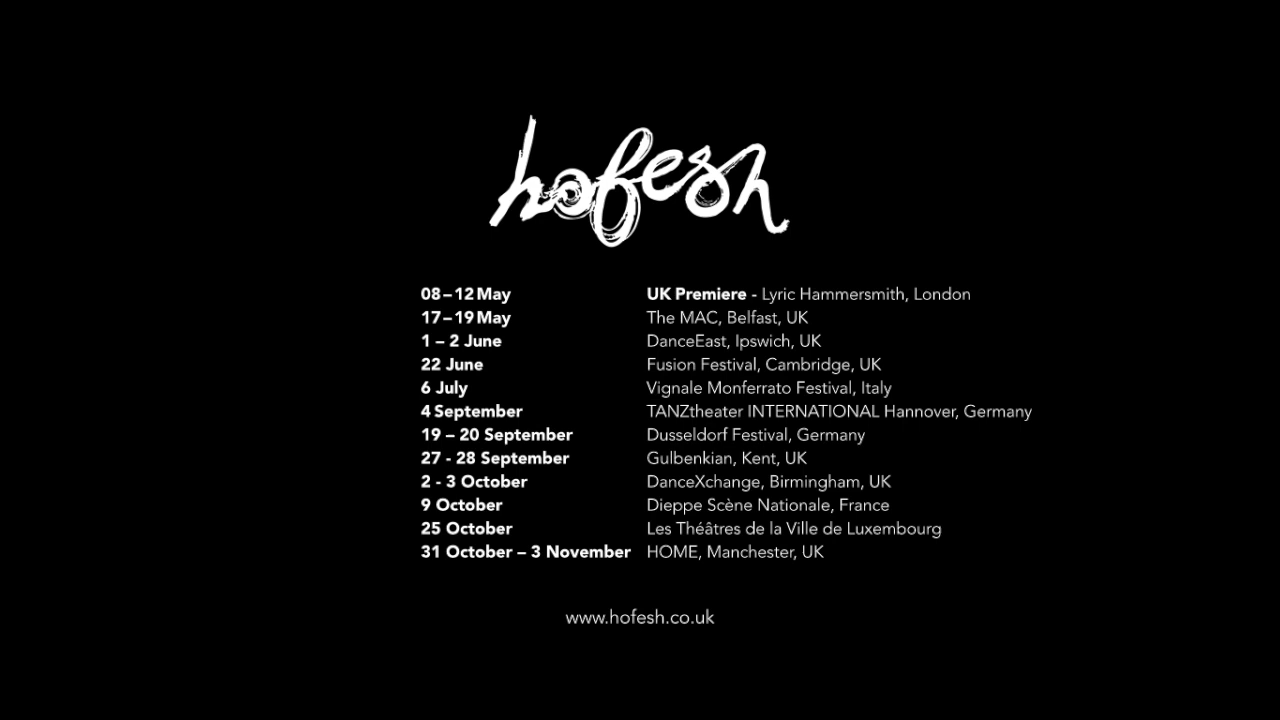 hofesh
08 – 12 May UK Premiere - Lyric Hammersmith, London
17 – 19 May The MAC, Belfast, UK
1 – 2 June DanceEast, Ipswich, UK
22 June Fusion Festival, Cambridge, UK
6 July Vignale Monferrato Festival, Italy
4 September TANZtheater INTERNATIONAL Hannover, Germany
19 – 20 September Dusseldorf Festival, Germany
27 - 28 September Gulbenkian, Kent, UK
2 - 3 October DanceXchange, Birmingham, UK
9 October Dieppe Scène Nationale, France
25 October Les Théâtres de la Ville de Luxembourg
31 October – 3 November HOME, Manchester, UK
www.hofesh.co.uk